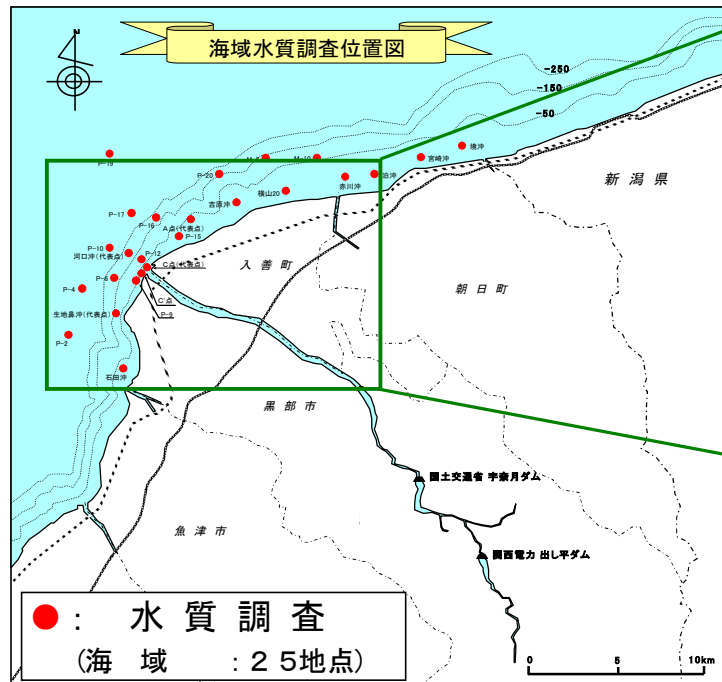 海域水質調査位置図
-250
-150
-50
境沖
宮崎沖
P-19
M-10
P-20
泊沖
赤川沖
新潟県
横山20
吉原沖
P-17
P-16
A点(代表点)
P-15
P-10
河口沖(代表点)
P-12
C点(代表点)
入善町
P-6
P-4
朝日町
C'点
P-9
生地鼻沖(代表点)
P-2
石田沖
黒部市
国土交通省 宇奈月ダム
魚津市
関西電力 出し平ダム
●: 水質調査
(海 域 :25地点)
0 5 10km